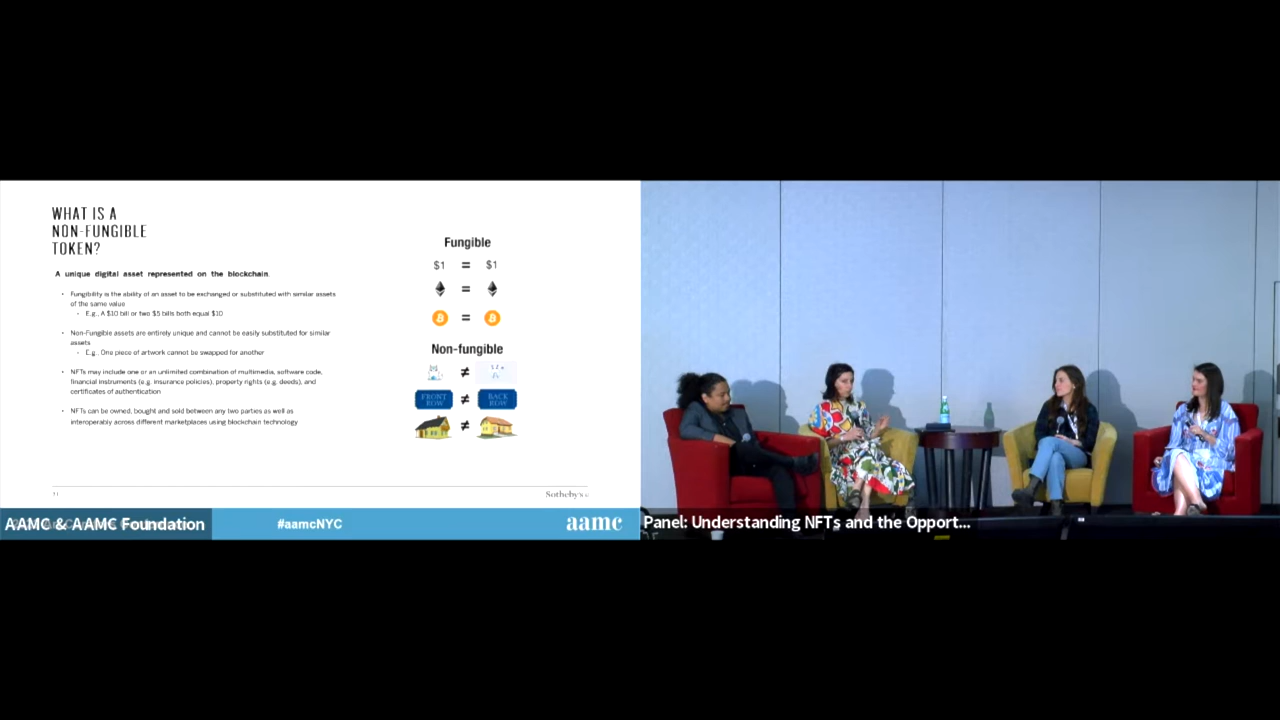 WHAT IS A
NON-FUNGIBLE
TOKEN?
A unique digital asset represented on the blockchain.
• Fungibility is the ability of an asset to be exchanged or substituted with similar assets
of the same value
• E.g., A $10 bill or two $5 bills both equal $10
• Non-Fungible assets are entirely unique and cannot be easily substituted for similar
assets
• E.g., One piece of artwork cannot be swapped for another
• NFTs may include one or an unlimited combination of multimedia, software code,
financial instruments (e.g. insurance policies), property rights (e.g. deeds), and
certificates of authentication
• NFTs can be owned, bought and sold between any two parties as well as
interoperably across different marketplaces using blockchain technology
Fungible
$1 = $1
=
=
Non-fungible
≠
FRONT ROW ≠ BACK ROW
≠
Sotheby's
AAMC & AAMC Foundation
#aamcNYC
aamc
Panel: Understanding NFTs and the Opport...